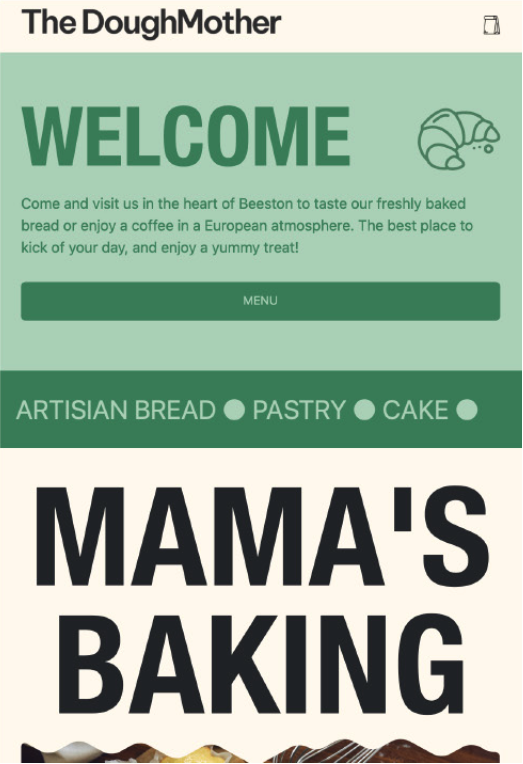 The DoughMother
WELCOME
Come and visit us in the heart of Beeston to taste our freshly baked
bread or enjoy a coffee in a European atmosphere. The best place to
kick of your day, and enjoy a yummy treat!
MENU
ARTISIAN BREAD ● PASTRY ● CAKE ●
MAMA'S
BAKING